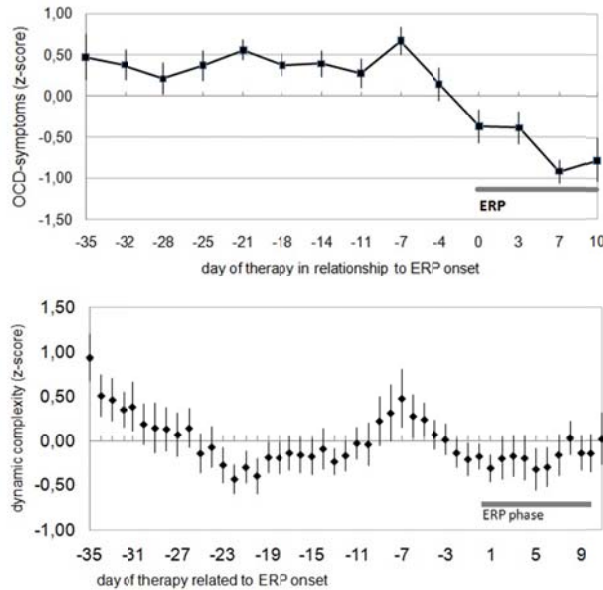 OCD-symptoms (z-score)
1,00
0,50
0,00
-0,50
-1,00
-1,50
ERP
-35 -32 -28 -25 -21 -18 -14 -11 -7 -4 0 3 7 10
day of therapy in relationship to ERP onset
dynamic complexity (z-score)
1,50
1,00
0,50
0,00
-0,50
-1,00
ERP phase
-35 -31 -27 -23 -19 -15 -11 -7 -3 1 5 9
day of therapy related to ERP onset